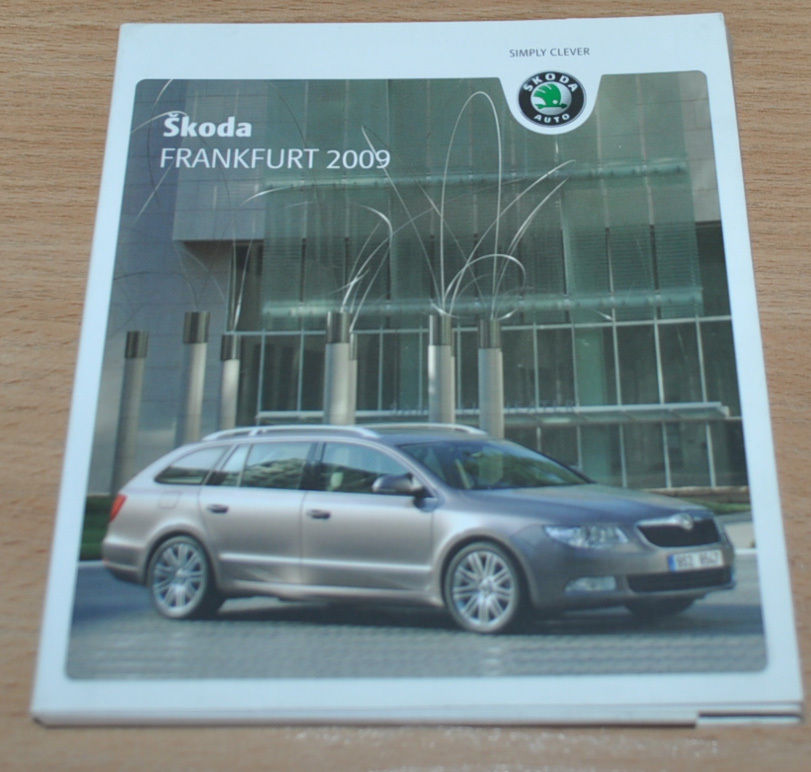 SIMPLY CLEVER
ŠKODA
AUTO
Škoda
FRANKFURT 2009